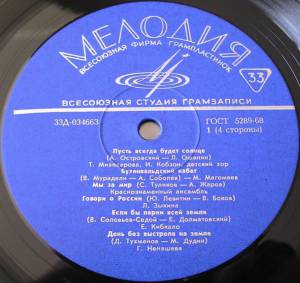 МЕЛОДИЯ
ВСЕСОЮЗНАЯ ФИРМА ГРАМПЛАСТИНОК
33
ВСЕСОЮЗНАЯ СТУДИЯ ГРАМЗАПИСИ
33Д-034663
ГОСТ 5289-68
1 (4 стороны)
Пусть всегда будет солнце
(А. Островский — Л. Ошанин)
Т. Миансарова, И. Кобзон, детский хор
Бухенвальдский набат
(В. Мурадели — А. Соболев) — М. Магомаев
Мы за мир (С. Туликов — А. Жаров)
Краснознаменный ансамбль
Говори о России (Ю. Левитин — В. Боков)
Л. Зыкина
Если бы парни всей земли
(В. Соловьев-Седой — Е. Долматовский)
Е. Кибкало
День без выстрела на земле
(Д. Тухманов — М. Дудин)
Г. Ненашева